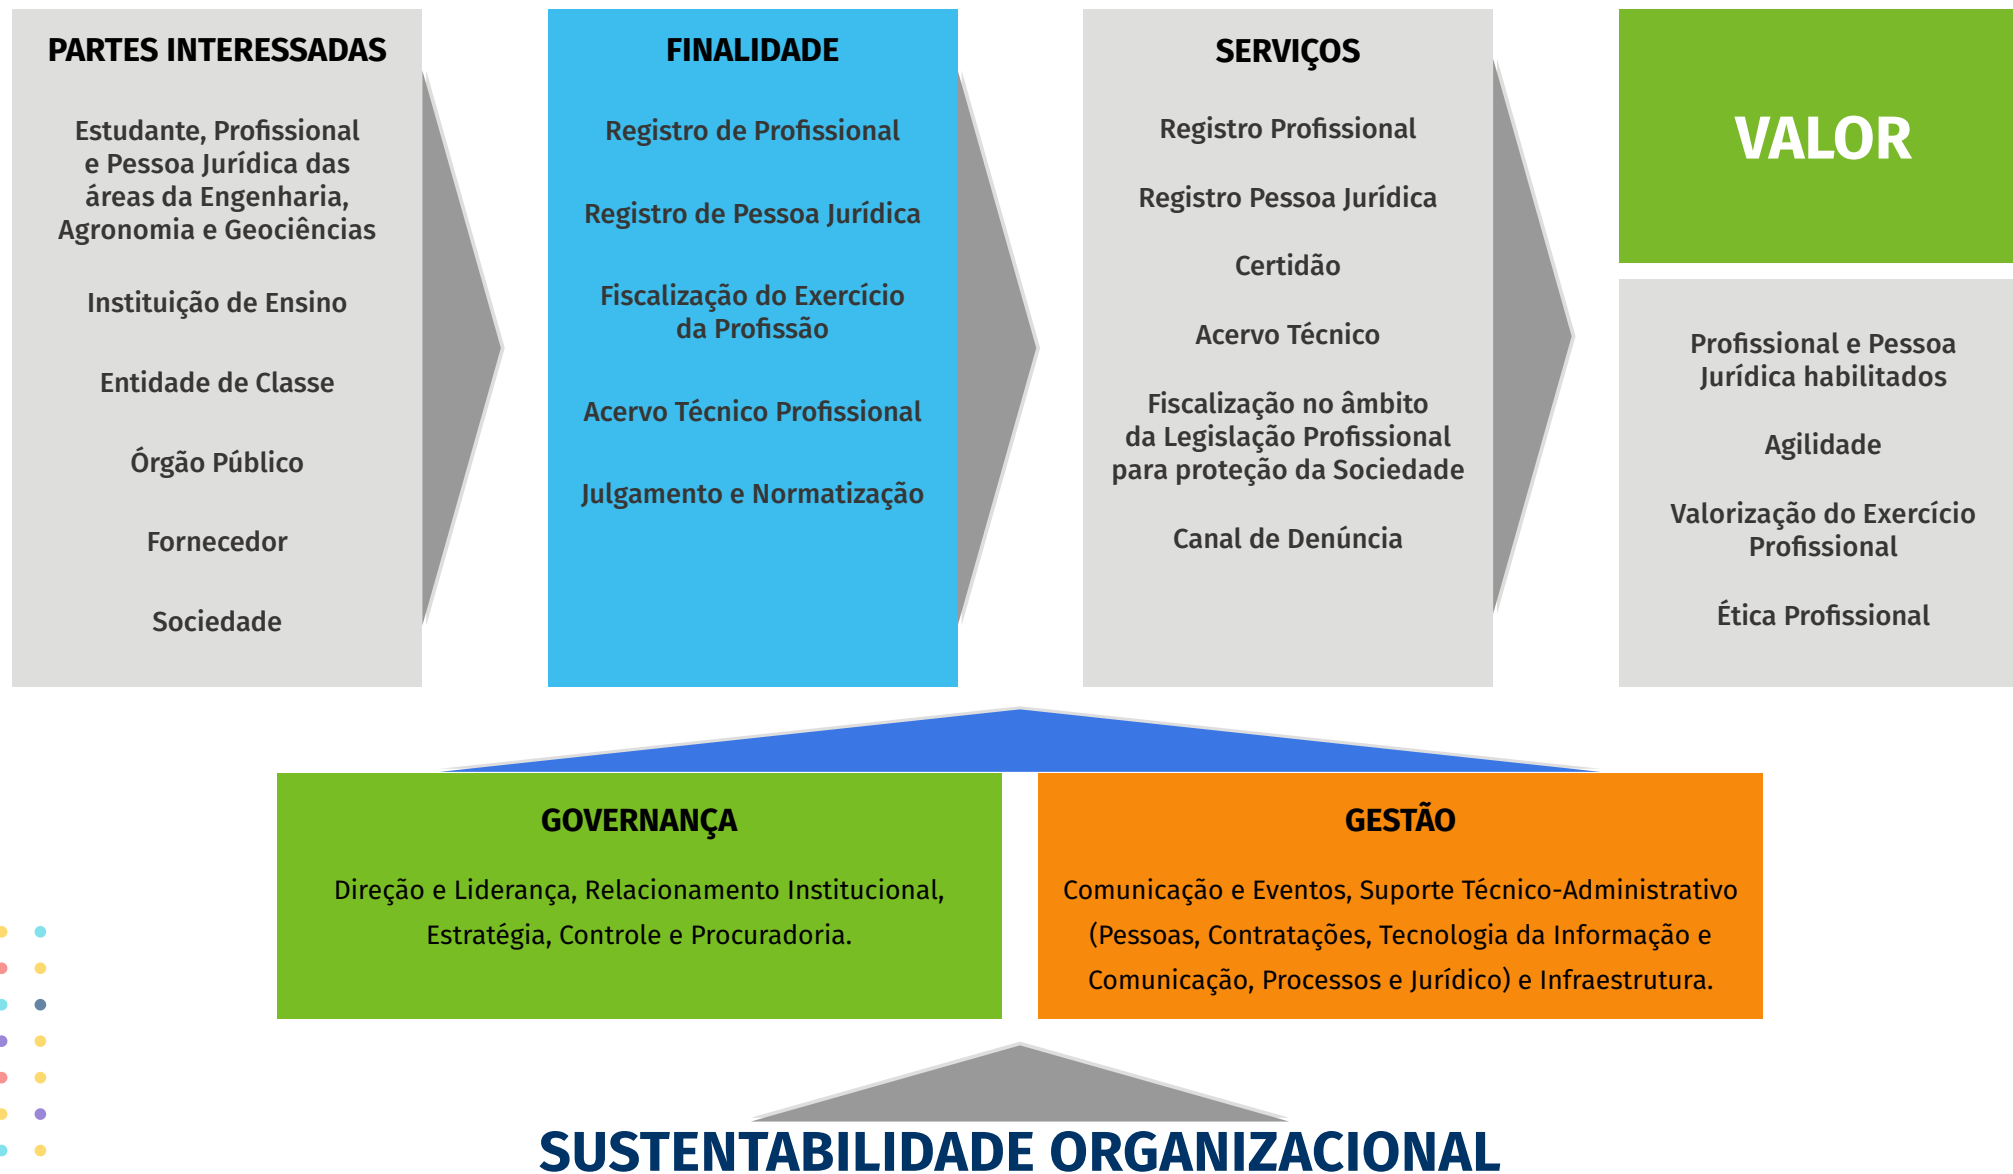 PARTES INTERESSADAS
Estudante, Profissional
e Pessoa Jurídica das
áreas da Engenharia,
Agronomia e Geociências
Instituição de Ensino
Entidade de Classe
Órgão Público
Fornecedor
Sociedade
FINALIDADE
Registro de Profissional
Registro de Pessoa Jurídica
Fiscalização do Exercício
da Profissão
Acervo Técnico Profissional
Julgamento e Normatização
SERVIÇOS
Registro Profissional
Registro Pessoa Jurídica
Certidão
Acervo Técnico
Fiscalização no âmbito
da Legislação Profissional
para proteção da Sociedade
Canal de Denúncia
VALOR
Profissional e Pessoa
Jurídica habilitados
Agilidade
Valorização do Exercício
Profissional
Ética Profissional
GOVERNANÇA
Direção e Liderança, Relacionamento Institucional,
Estratégia, Controle e Procuradoria.
GESTÃO
Comunicação e Eventos, Suporte Técnico-Administrativo
(Pessoas, Contratações, Tecnologia da Informação e
Comunicação, Processos e Jurídico) e Infraestrutura.
SUSTENTABILIDADE ORGANIZACIONAL